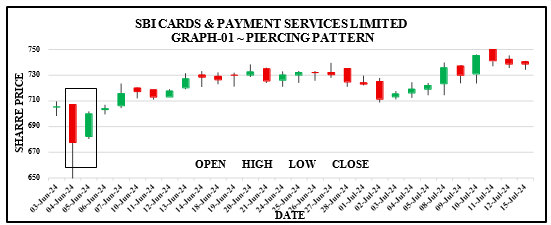 SBI CARDS & PAYMENT SERVICES LIMITED
GRAPH-01 ~ PIERCING PATTERN
SHARRE PRICE
750
730
710
690
670
650
OPEN HIGH LOW CLOSE
03-Jun-24
04-Jun-24
05-Jun-24
06-Jun-24
07-Jun-24
10-Jun-24
11-Jun-24
12-Jun-24
13-Jun-24
14-Jun-24
18-Jun-24
19-Jun-24
20-Jun-24
21-Jun-24
24-Jun-24
25-Jun-24
26-Jun-24
27-Jun-24
28-Jun-24
01-Jul-24
02-Jul-24
03-Jul-24
04-Jul-24
05-Jul-24
08-Jul-24
09-Jul-24
10-Jul-24
11-Jul-24
12-Jul-24
15-Jul-24
DATE